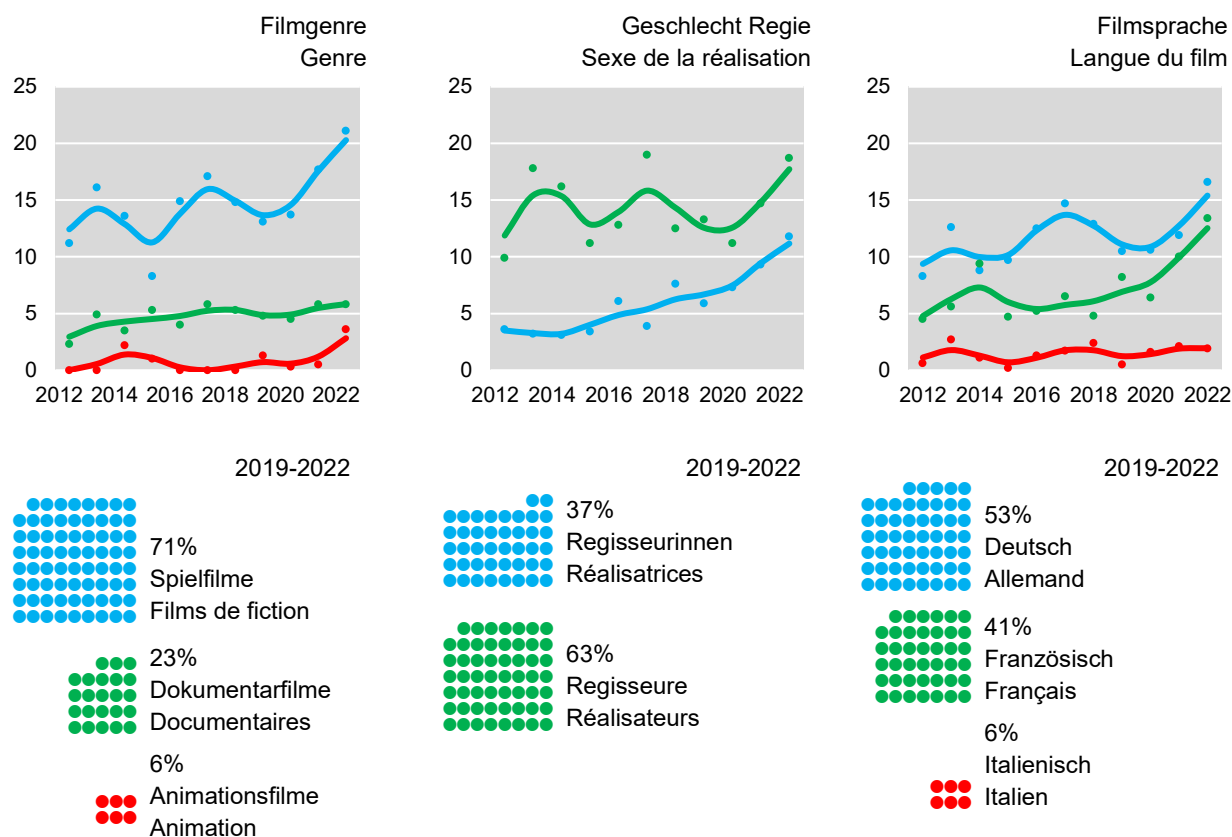 Filmgenre
Genre
25
20
15
10
5
0
2012 2014 2016 2018 2020 2022
2019-2022
71%
Spielfilme
Films de fiction
23%
Dokumentarfilme
Documentaires
6%
Animationsfilme
Animation
Geschlecht Regie
Sexe de la réalisation
25
20
15
10
5
0
2012 2014 2016 2018 2020 2022
2019-2022
37%
Regisseurinnen
Réalisatrices
63%
Regisseure
Réalisateurs
Filmsprache
Langue du film
25
20
15
10
5
0
2012 2014 2016 2018 2020 2022
2019-2022
53%
Deutsch
Allemand
41%
Französisch
Français
6%
Italienisch
Italien